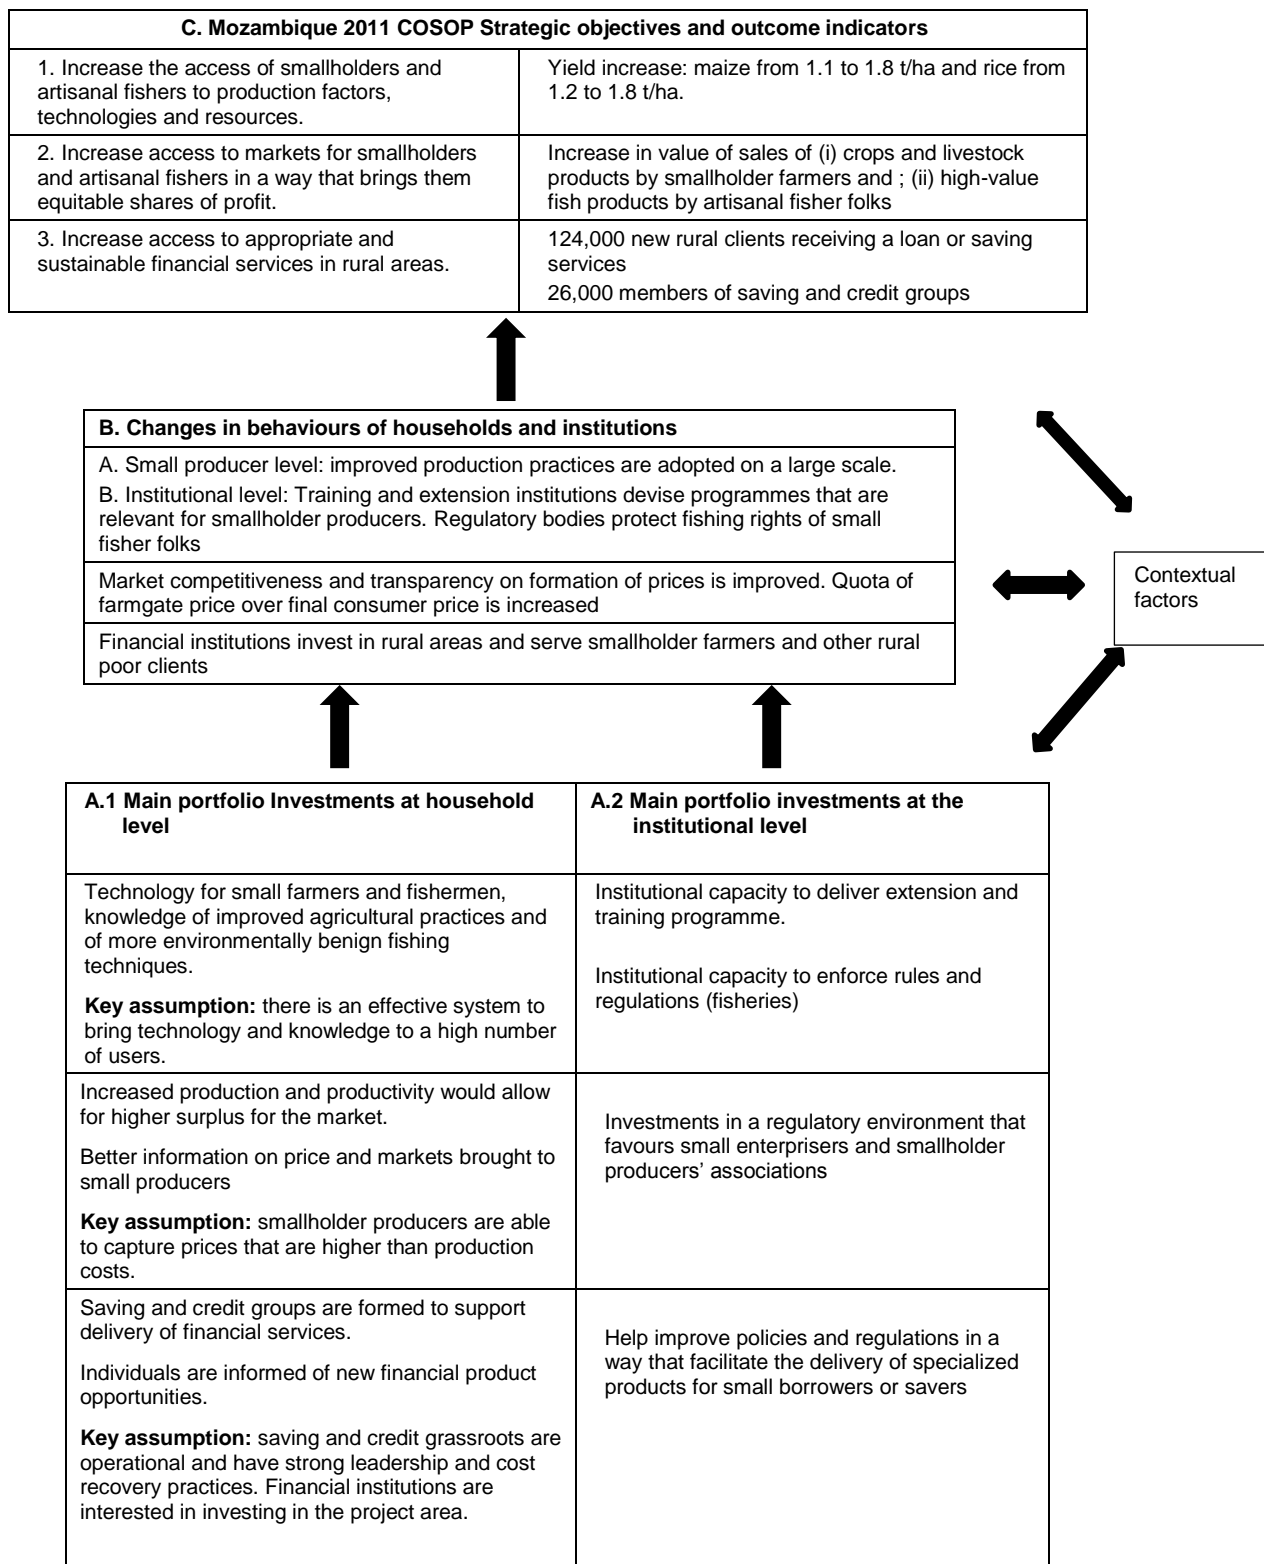 C. Mozambique 2011 COSOP Strategic objectives and outcome indicators
1. Increase the access of smallholders and
artisanal fishers to production factors,
technologies and resources.
Yield increase: maize from 1.1 to 1.8 t/ha and rice from
1.2 to 1.8 t/ha.
2. Increase access to markets for smallholders
and artisanal fishers in a way that brings them
equitable shares of profit.
Increase in value of sales of (i) crops and livestock
products by smallholder farmers and ; (ii) high-value
fish products by artisanal fisher folks
3. Increase access to appropriate and
sustainable financial services in rural areas.
124,000 new rural clients receiving a loan or saving
services
26,000 members of saving and credit groups
B. Changes in behaviours of households and institutions
A. Small producer level: improved production practices are adopted on a large scale.
B. Institutional level: Training and extension institutions devise programmes that are
relevant for smallholder producers. Regulatory bodies protect fishing rights of small
fisher folks
Market competitiveness and transparency on formation of prices is improved. Quota of
farmgate price over final consumer price is increased
Financial institutions invest in rural areas and serve smallholder farmers and other rural
poor clients
Contextual
factors
A.1 Main portfolio Investments at household
level
A.2 Main portfolio investments at the
institutional level
Technology for small farmers and fishermen,
knowledge of improved agricultural practices and
of more environmentally benign fishing
techniques.
Key assumption: there is an effective system to
bring technology and knowledge to a high number
of users.
Institutional capacity to deliver extension and
training programme.
Institutional capacity to enforce rules and
regulations (fisheries)
Increased production and productivity would allow
for higher surplus for the market.
Better information on price and markets brought to
small producers
Key assumption: smallholder producers are able
to capture prices that are higher than production
costs.
Investments in a regulatory environment that
favours small enterprisers and smallholder
producers' associations
Saving and credit groups are formed to support
delivery of financial services.
Individuals are informed of new financial product
opportunities.
Key assumption: saving and credit grassroots are
operational and have strong leadership and cost
recovery practices. Financial institutions are
interested in investing in the project area.
Help improve policies and regulations in a
way that facilitate the delivery of specialized
products for small borrowers or savers